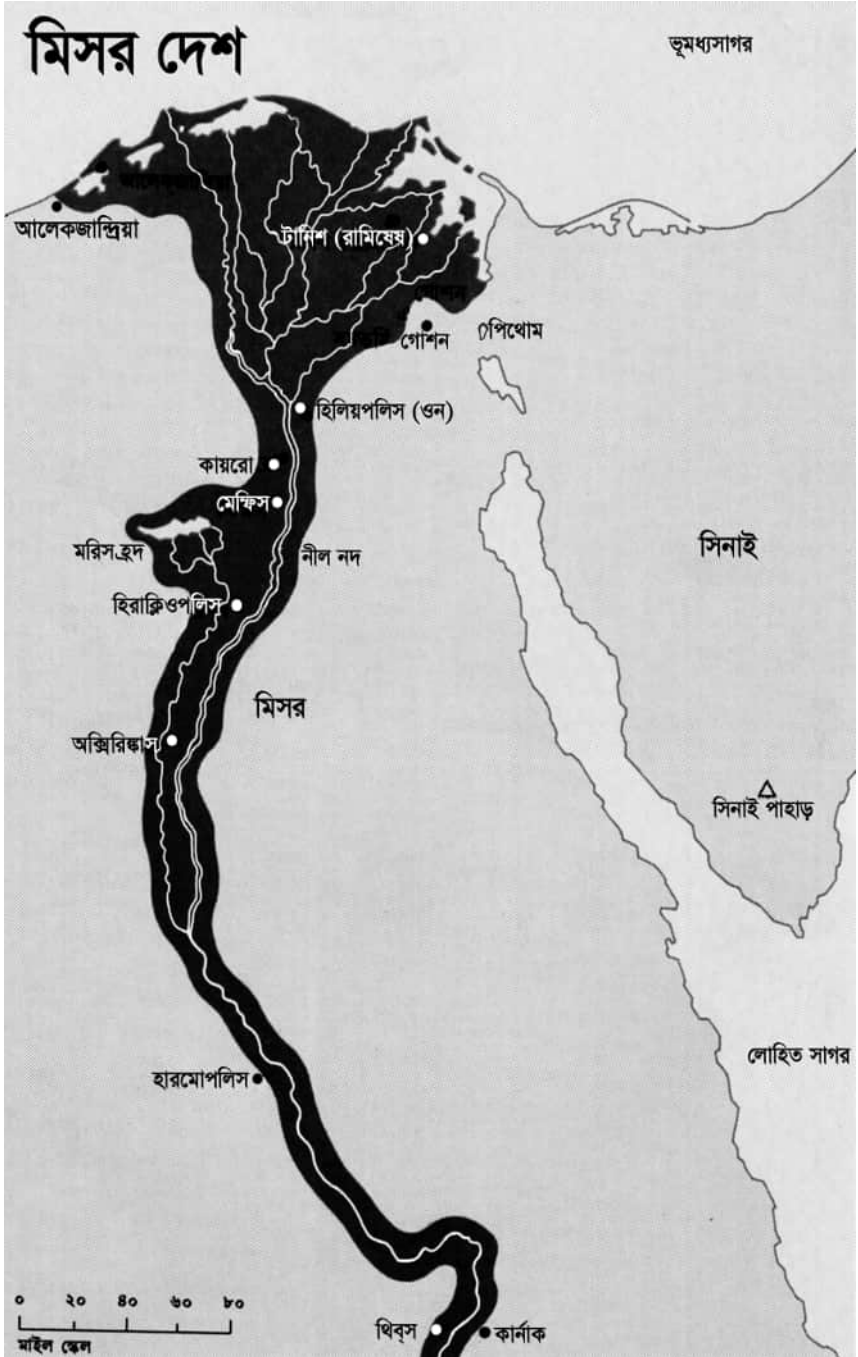 মিসর দেশ
ভূমধ্যসাগর
আলেকজান্দ্রিয়া
টানিশ (রামিষেষ)
গোশন
গোশন
পিথোম
হিলিয়পলিস (ওন)
কায়রো
মেম্ফিস
মরিস হ্রদ
নীল নদ
সিনাই
হিরাক্লিওপলিস
মিসর
অক্সিরিঙ্কাস
সিনাই পাহাড়
লোহিত সাগর
হারমোপলিস
০ ২০ ৪০ ৬০ ৮০
মাইল স্কেল
থিব্স
কার্নাক